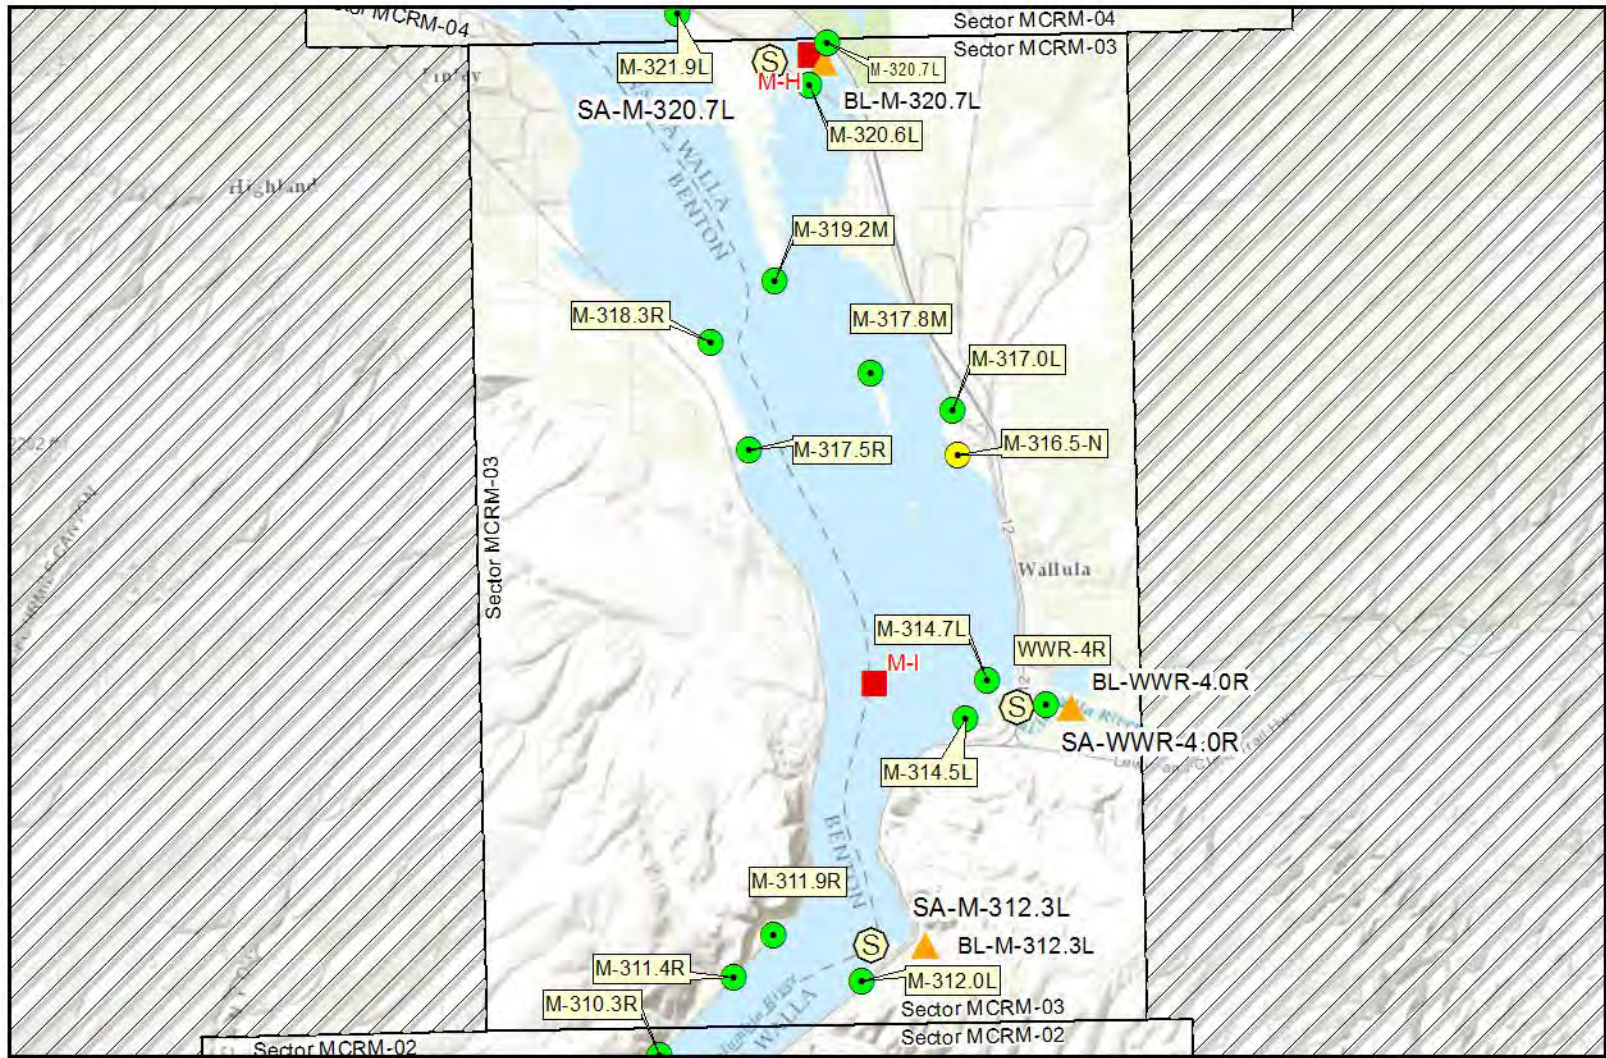 Sector MCRM-04
Sector MCRM-04
Sector MCRM-03
Finley
M-321.9L
S
M-320.7L
M-H
BL-M-320.7L
SA-M-320.7L
M-320.6L
WALLA WALLA
BENTON
Highland
M-319.2M
M-318.3R
M-317.8M
M-317.0L
M-317.5R
M-316.5-N
Sector MCRM-03
12
Wallula
M-314.7L
WWR-4R
M-I
12
BL-WWR-4.0R
S
SA-WWR-4.0R
M-314.5L
BENTON
M-311.9R
SA-M-312.3L
S
BL-M-312.3L
M-311.4R
M-312.0L
M-310.3R
Sector MCRM-03
WALLA
Sector MCRM-02
Sector MCRM-02